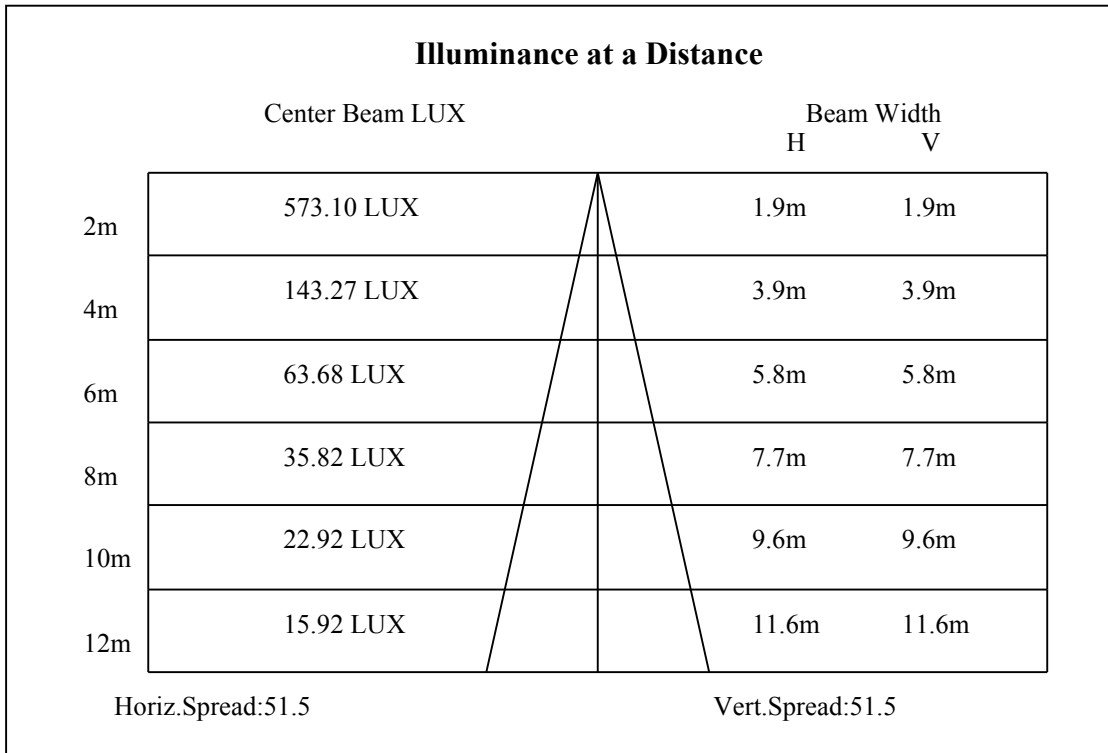 Illuminance at a Distance
Center Beam LUX Beam Width
H V
2m 573.10 LUX 1.9m 1.9m
4m 143.27 LUX 3.9m 3.9m
6m 63.68 LUX 5.8m 5.8m
8m 35.82 LUX 7.7m 7.7m
10m 22.92 LUX 9.6m 9.6m
12m 15.92 LUX 11.6m 11.6m
Horiz.Spread:51.5 Vert.Spread:51.5